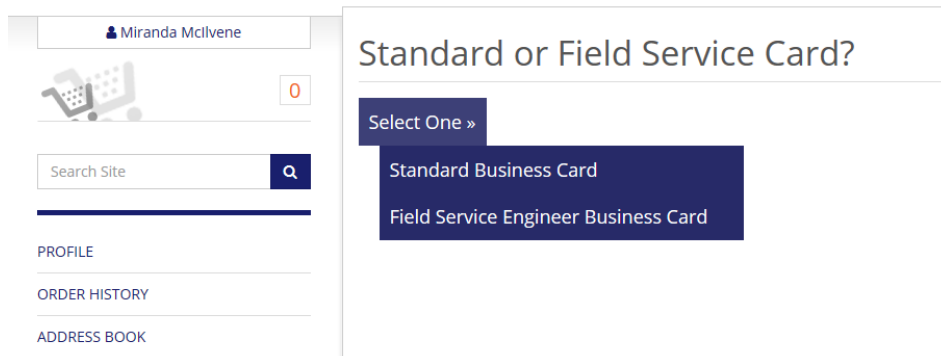 Miranda McIlvene
0
Search Site
PROFILE
ORDER HISTORY
ADDRESS BOOK
Standard or Field Service Card?
Select One »
Standard Business Card
Field Service Engineer Business Card